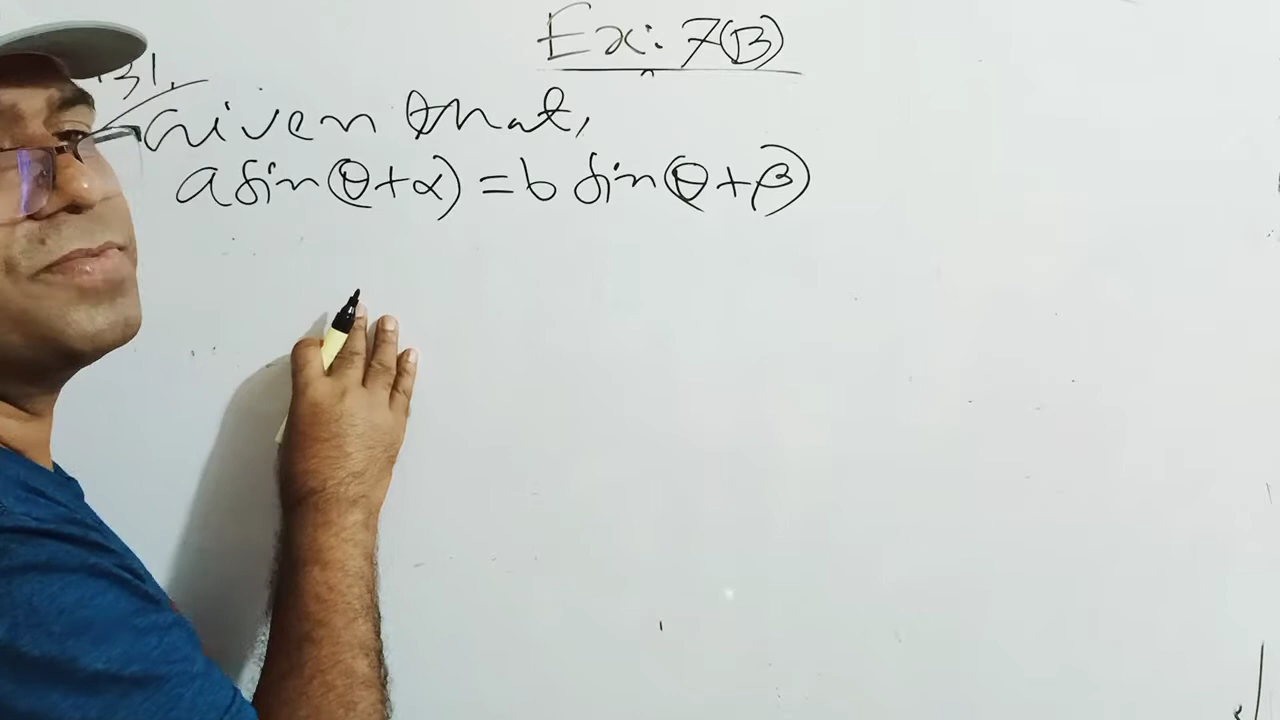 Ex: 7(B)
31.
Given that,
a sin(θ+α) = b sin(θ+β)